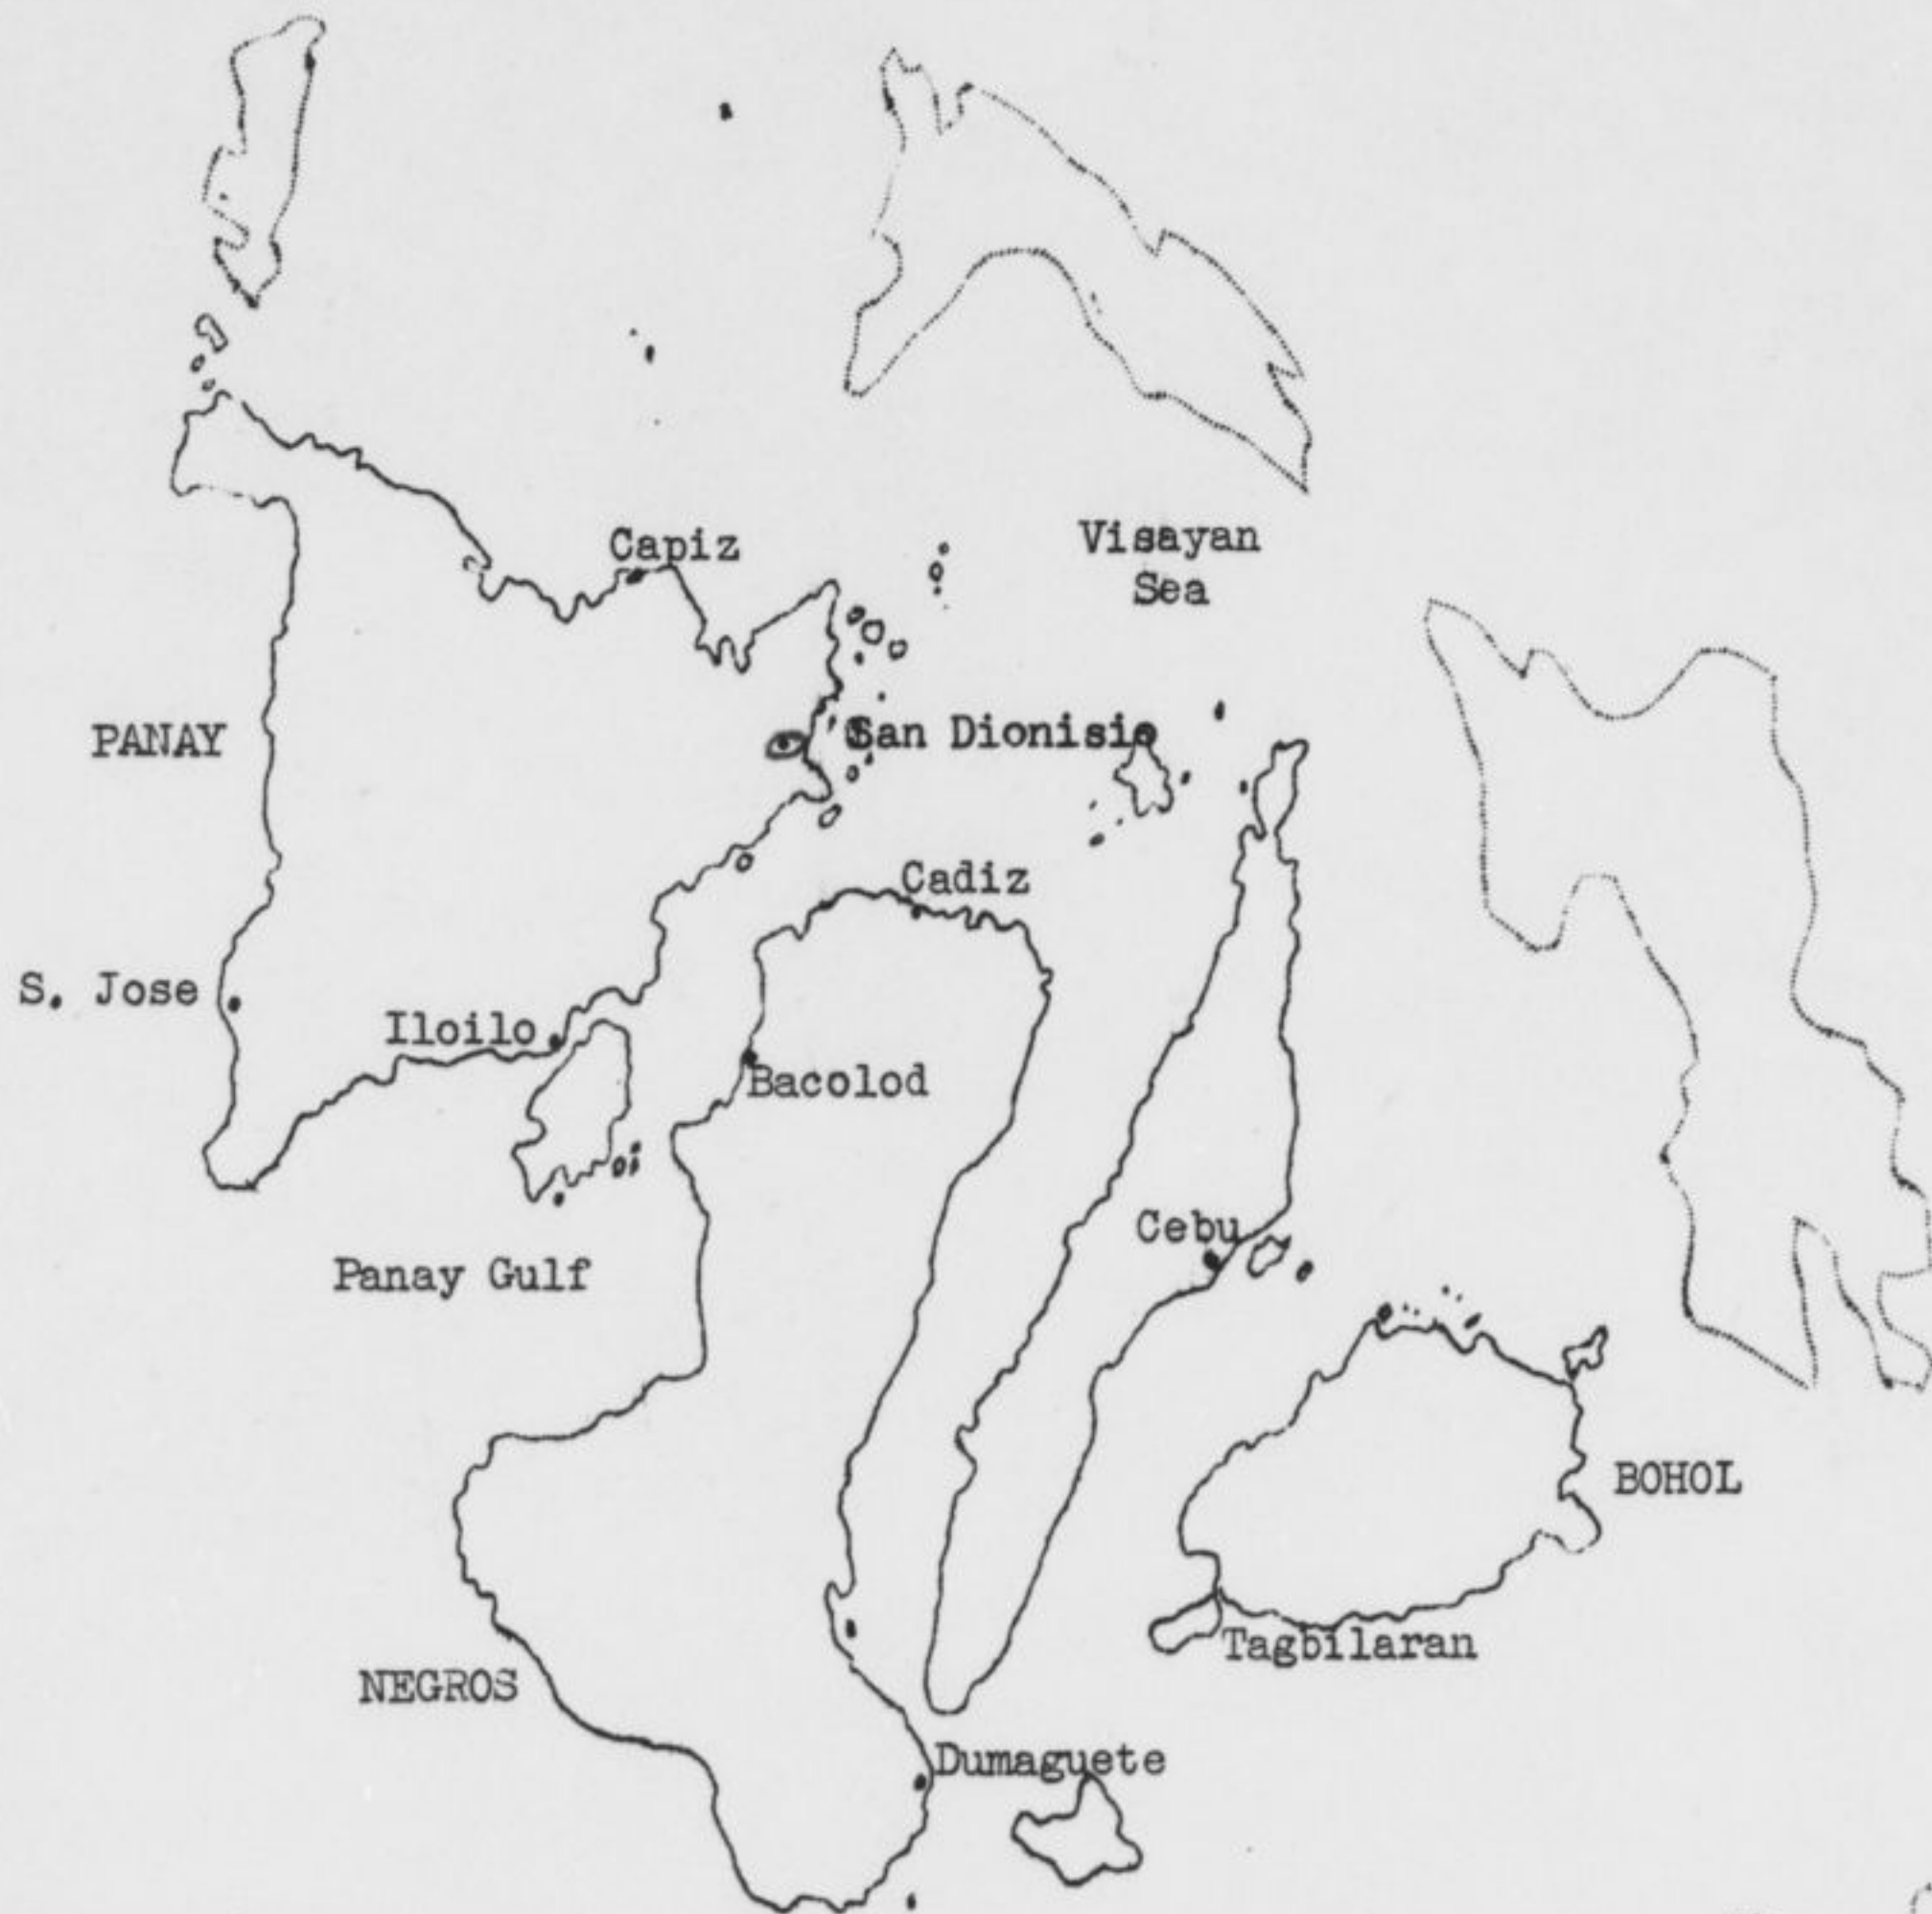 Capiz
Visayan
Sea
PANAY
San Dionisio
Cadiz
S. Jose
Iloilo
Bacolod
Cebu
Panay Gulf
BOHOL
Tagbilaran
NEGROS
Dumaguete